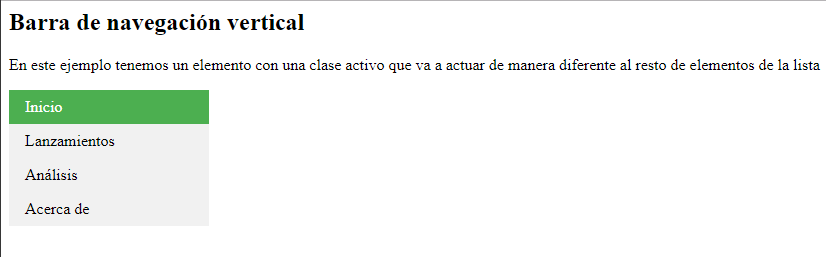 Barra de navegación vertical
En este ejemplo tenemos un elemento con una clase activo que va a actuar de manera diferente al resto de elementos de la lista
Inicio
Lanzamientos
Análisis
Acerca de